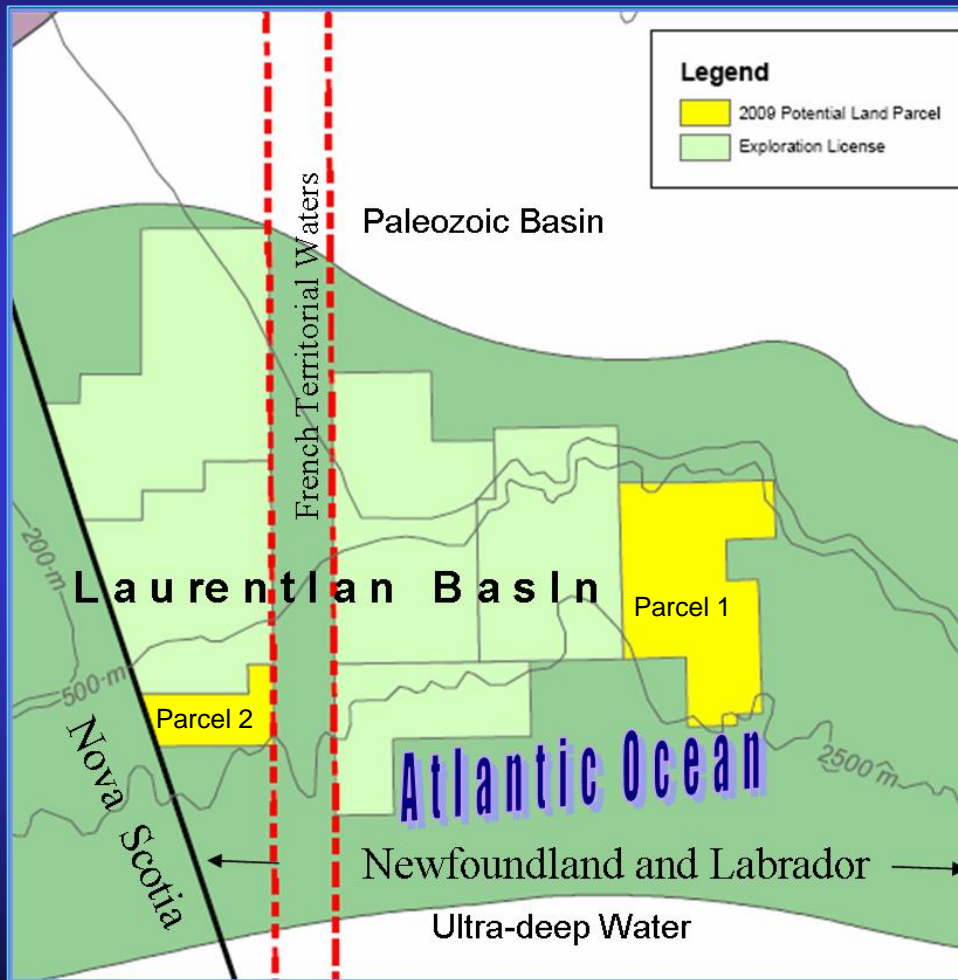 Legend
2009 Potential Land Parcel
Exploration License
Paleozoic Basin
French Territorial Waters
200-m
LaurentIan BasIn
Parcel 1
500-m
Parcel 2
Nova Scotia
Atlantic Ocean
2500 m
Newfoundland and Labrador
Ultra-deep Water